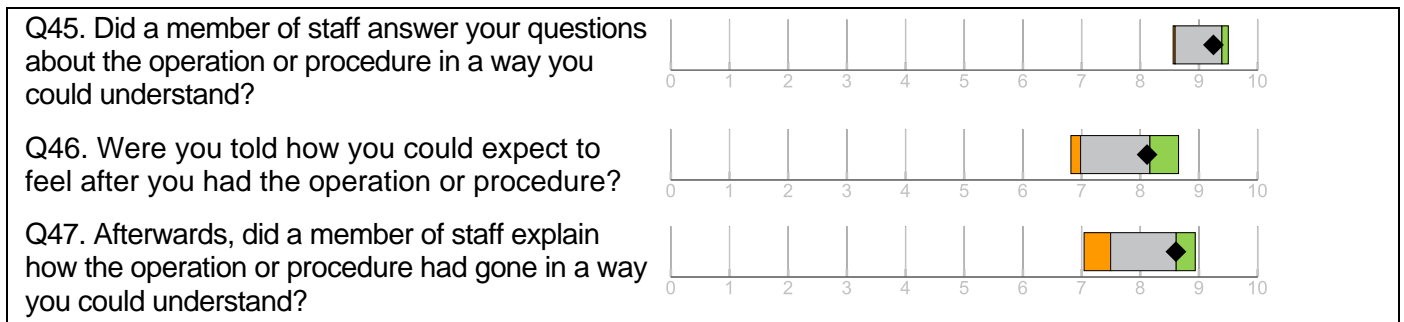 Q45. Did a member of staff answer your questions
about the operation or procedure in a way you
could understand?
0 1 2 3 4 5 6 7 8 9 10
Q46. Were you told how you could expect to
feel after you had the operation or procedure?
0 1 2 3 4 5 6 7 8 9 10
Q47. Afterwards, did a member of staff explain
how the operation or procedure had gone in a way
you could understand?
0 1 2 3 4 5 6 7 8 9 10